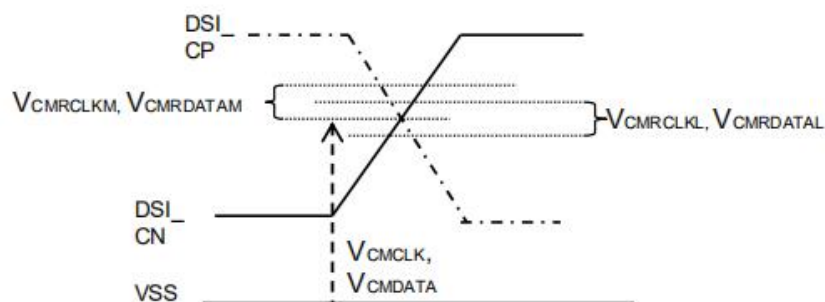 DSI_
CP
VCMRCLKM, VCMRDATAM
VCMRCLKL, VCMRDATAL
DSI_
CN
VCMCLK,
VCMDATA
VSS